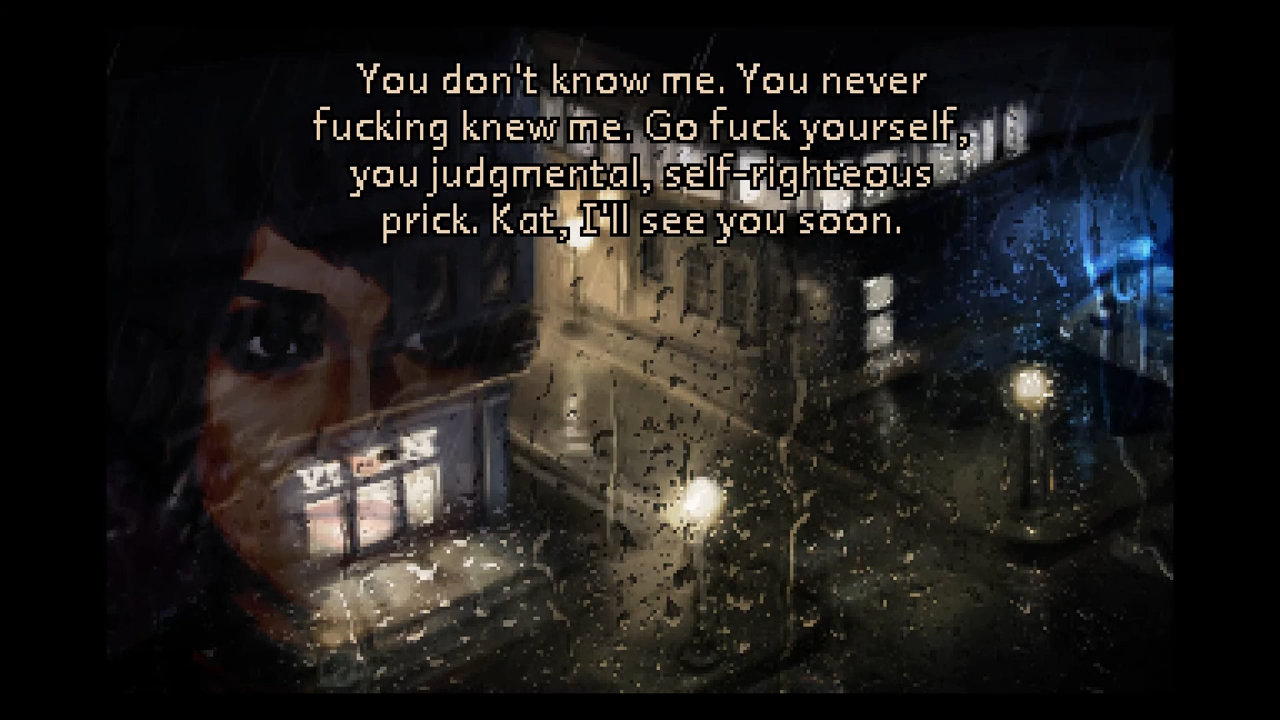 You don't know me. You never
fucking knew me. Go fuck yourself,
you judgmental, self-righteous
prick. Kat, I'll see you soon.